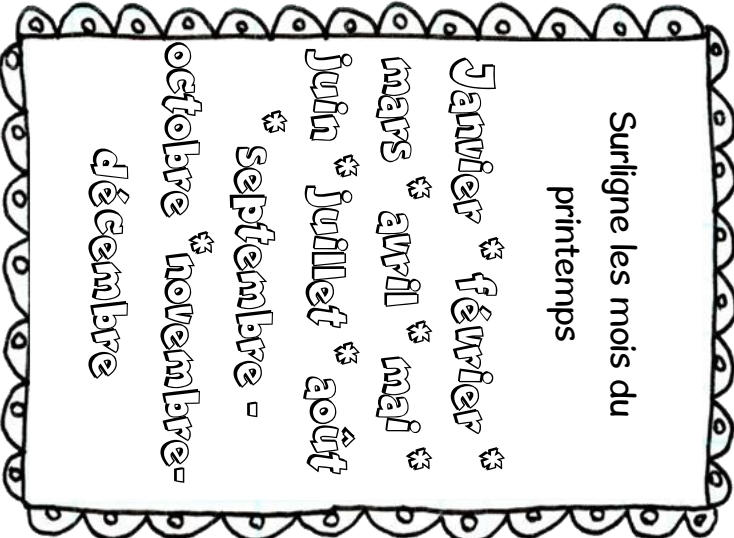 Surligne les mois du
printemps
Janvier * février *
mars * avril * mai *
juin * juillet * août
* septembre -
octobre * novembre-
décembre